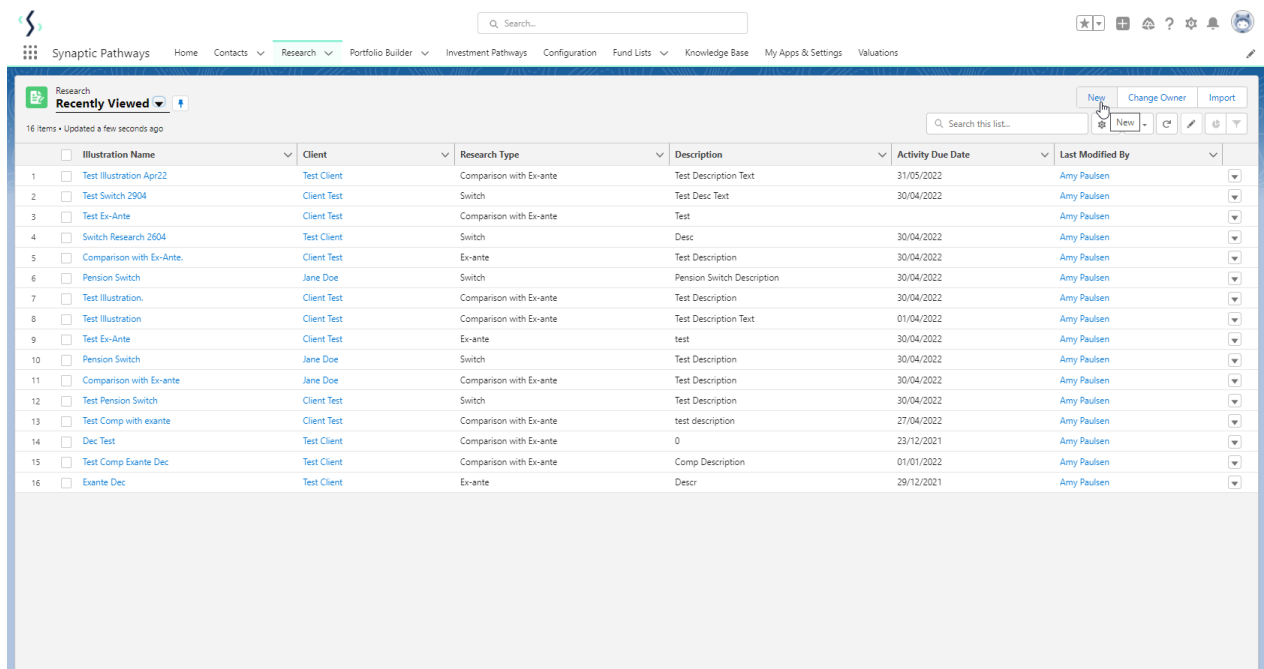 Search...
Synaptic Pathways Home Contacts Research Portfolio Builder Investment Pathways Configuration Fund Lists Knowledge Base My Apps & Settings Valuations
Research
Recently Viewed
New Change Owner Import
16 items • Updated a few seconds ago
Search this list...
New
Illustration Name Client Research Type Description Activity Due Date Last Modified By
1 Test Illustration Apr22 Test Client Comparison with Ex-ante Test Description Text 31/05/2022 Amy Paulsen
2 Test Switch 2904 Client Test Switch Test Desc Text 30/04/2022 Amy Paulsen
3 Test Ex-Ante Client Test Comparison with Ex-ante Test Amy Paulsen
4 Switch Research 2604 Test Client Switch Desc 30/04/2022 Amy Paulsen
5 Comparison with Ex-Ante. Client Test Ex-ante Test Description 30/04/2022 Amy Paulsen
6 Pension Switch Jane Doe Switch Pension Switch Description 30/04/2022 Amy Paulsen
7 Test Illustration. Client Test Comparison with Ex-ante Test Description 30/04/2022 Amy Paulsen
8 Test Illustration Client Test Comparison with Ex-ante Test Description Text 01/04/2022 Amy Paulsen
9 Test Ex-Ante Client Test Ex-ante test 30/04/2022 Amy Paulsen
10 Pension Switch Jane Doe Switch Test Description 30/04/2022 Amy Paulsen
11 Comparison with Ex-ante Jane Doe Comparison with Ex-ante Test Description 30/04/2022 Amy Paulsen
12 Test Pension Switch Client Test Switch Test Description 30/04/2022 Amy Paulsen
13 Test Comp with exante Client Test Comparison with Ex-ante test description 27/04/2022 Amy Paulsen
14 Dec Test Test Client Comparison with Ex-ante 0 23/12/2021 Amy Paulsen
15 Test Comp Exante Dec Test Client Comparison with Ex-ante Comp Description 01/01/2022 Amy Paulsen
16 Exante Dec Test Client Ex-ante Descr 29/12/2021 Amy Paulsen